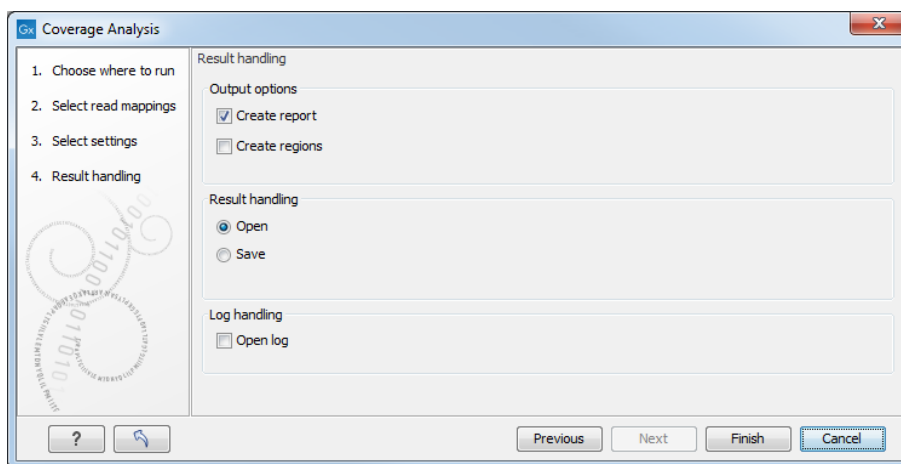 Gx Coverage Analysis
1. Choose where to run
2. Select read mappings
3. Select settings
4. Result handling
Result handling
Output options
Create report
Create regions
Result handling
Open
Save
Log handling
Open log
?
Previous
Next
Finish
Cancel